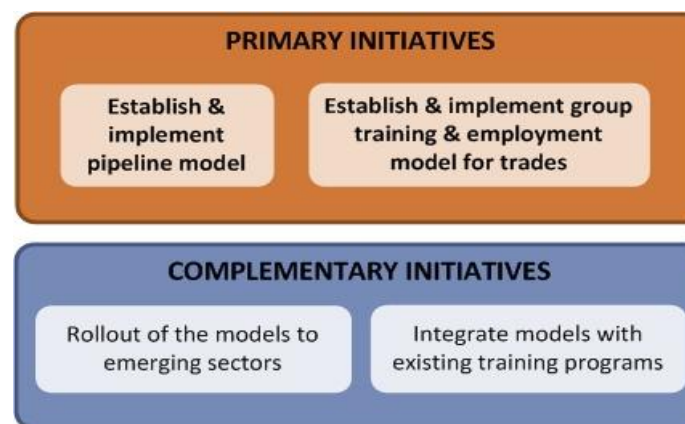 PRIMARY INITIATIVES
Establish &
implement
pipeline model
Establish & implement group
training & employment
model for trades
COMPLEMENTARY INITIATIVES
Rollout of the models to
emerging sectors
Integrate models with
existing training programs